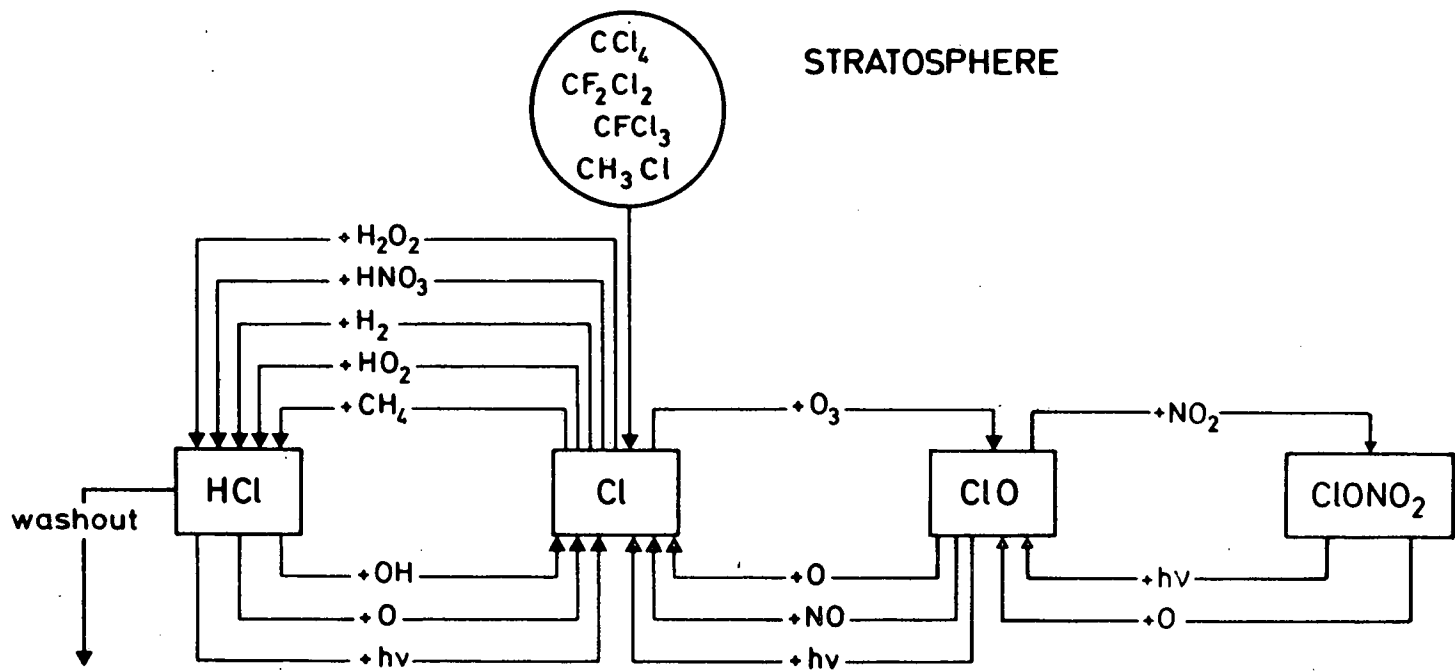 STRATOSPHERE
CCl₄
CF₂Cl₂
CFCl₃
CH₃Cl
+H₂O₂
+HNO₃
+H₂
+HO₂
+CH₄
+O₃
+NO₂
HCl
Cl
ClO
ClONO₂
washout
+OH
+O
+hν
+O
+NO
+hν
+hν
+O